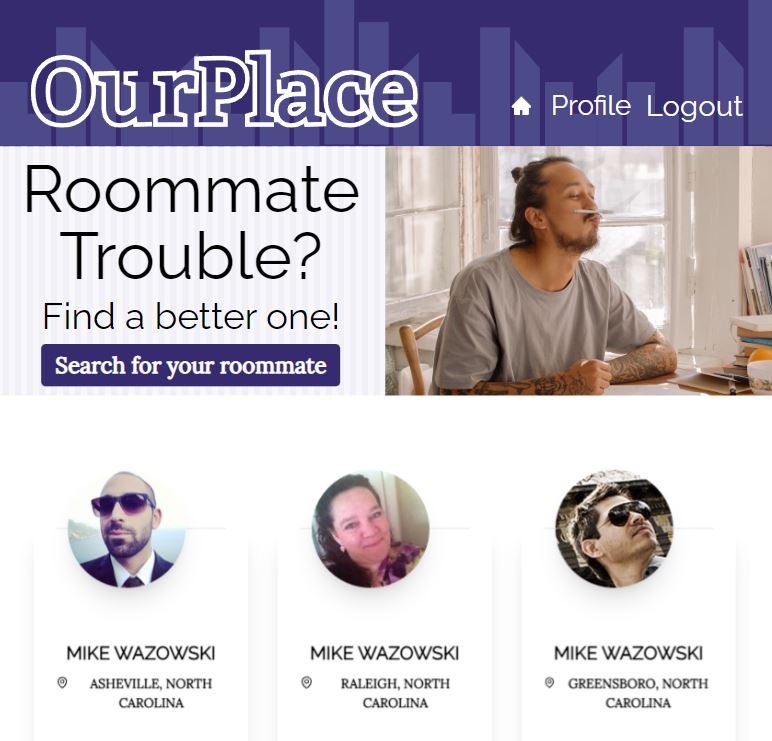 OurPlace
Profile Logout
Roommate
Trouble?
Find a better one!
Search for your roommate
MIKE WAZOWSKI
ASHEVILLE, NORTH
CAROLINA
MIKE WAZOWSKI
RALEIGH, NORTH
CAROLINA
MIKE WAZOWSKI
GREENSBORO, NORTH
CAROLINA